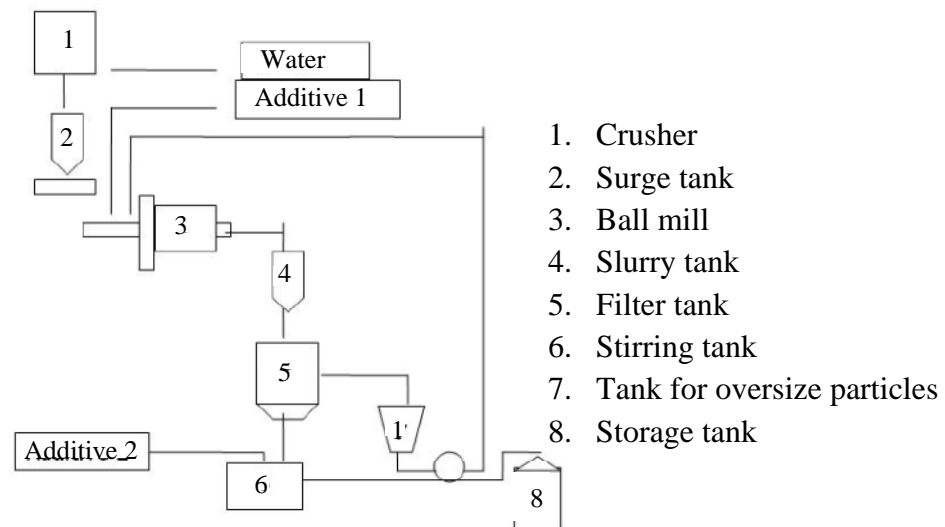 1
Water
Additive 1
2
3
4
5
1'
Additive 2
6
8
1. Crusher
2. Surge tank
3. Ball mill
4. Slurry tank
5. Filter tank
6. Stirring tank
7. Tank for oversize particles
8. Storage tank